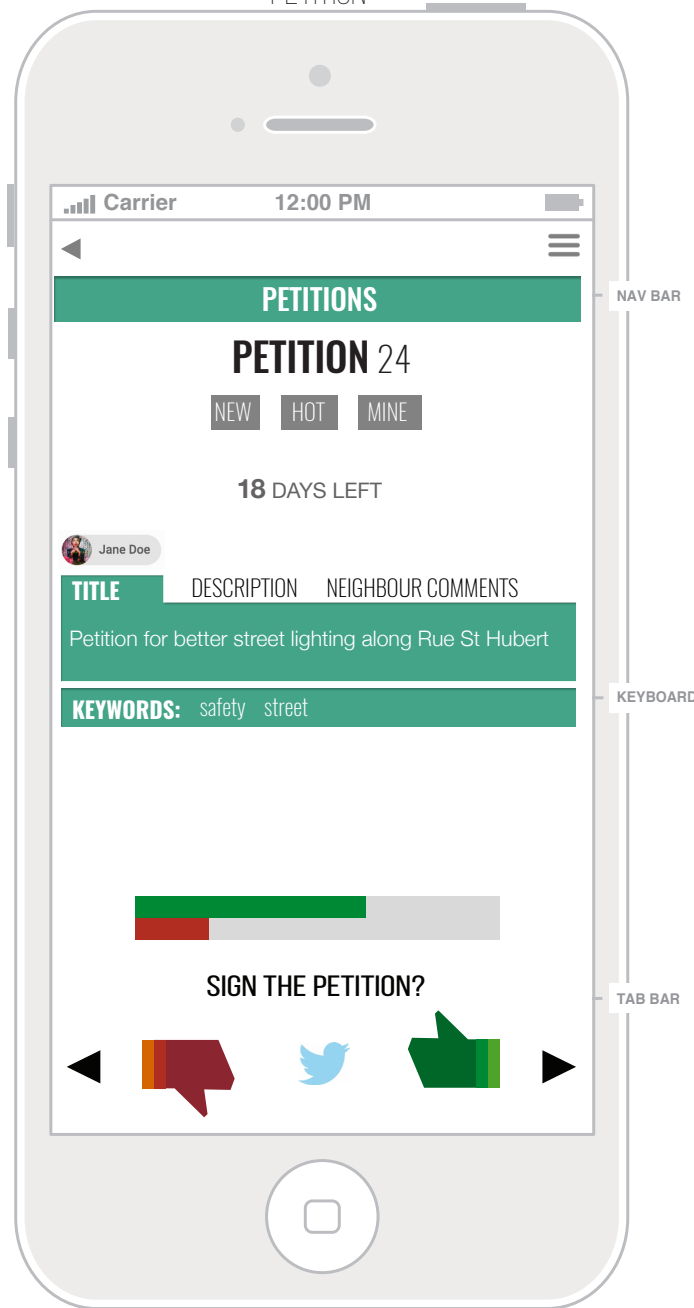 PETITION
Carrier 12:00 PM
PETITIONS
NAV BAR
PETITION 24
NEW HOT MINE
18 DAYS LEFT
Jane Doe
TITLE DESCRIPTION NEIGHBOUR COMMENTS
Petition for better street lighting along Rue St Hubert
KEYWORDS: safety street
KEYBOARD
SIGN THE PETITION?
TAB BAR